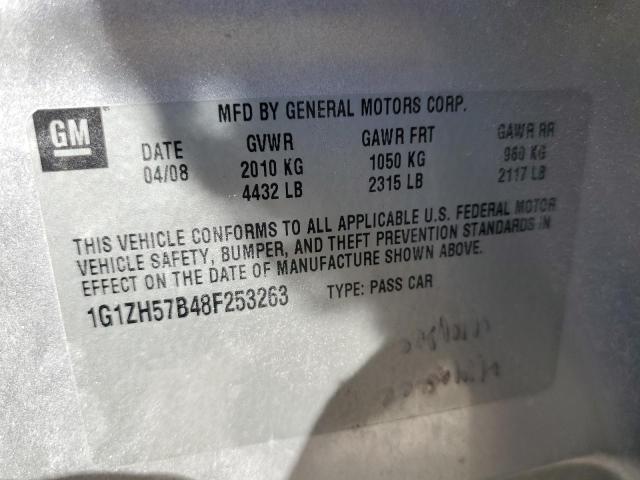 MFD BY GENERAL MOTORS CORP.
GM
DATE GVWR GAWR FRT GAWR RR
04/08 2010 KG 1050 KG 960 KG
4432 LB 2315 LB 2117 LB
THIS VEHICLE CONFORMS TO ALL APPLICABLE U.S. FEDERAL MOTOR
VEHICLE SAFETY, BUMPER, AND THEFT PREVENTION STANDARDS IN
EFFECT ON THE DATE OF MANUFACTURE SHOWN ABOVE.
1G1ZH57B48F253263 TYPE: PASS CAR